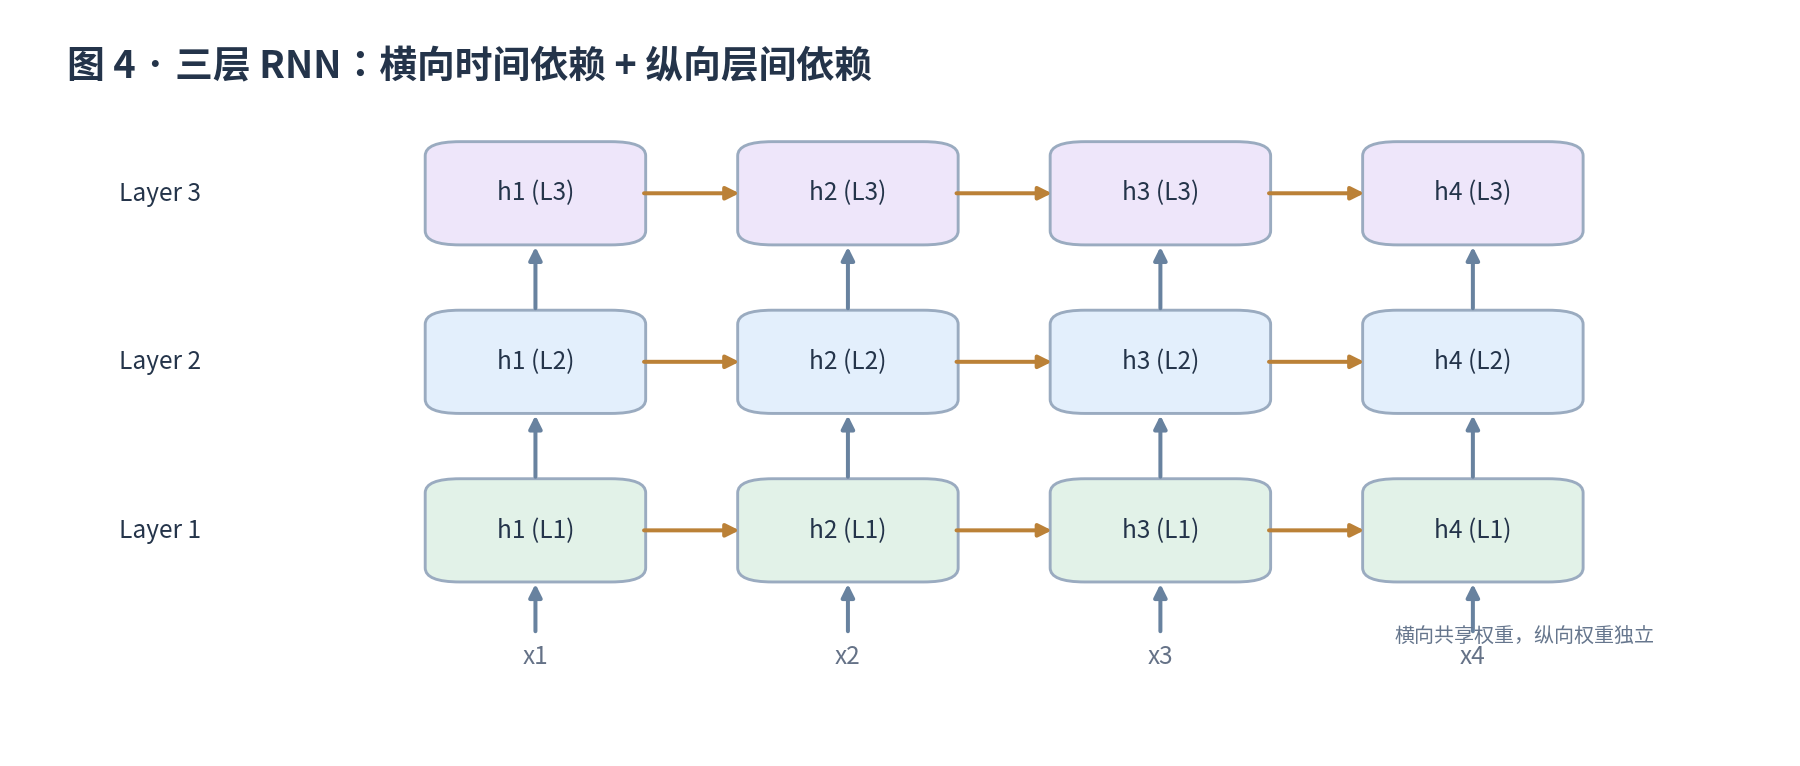 图 4 · 三层 RNN：横向时间依赖 + 纵向层间依赖
Layer 3
h1 (L3)
h2 (L3)
h3 (L3)
h4 (L3)
Layer 2
h1 (L2)
h2 (L2)
h3 (L2)
h4 (L2)
Layer 1
h1 (L1)
h2 (L1)
h3 (L1)
h4 (L1)
横向共享权重，纵向权重独立
x1
x2
x3
x4